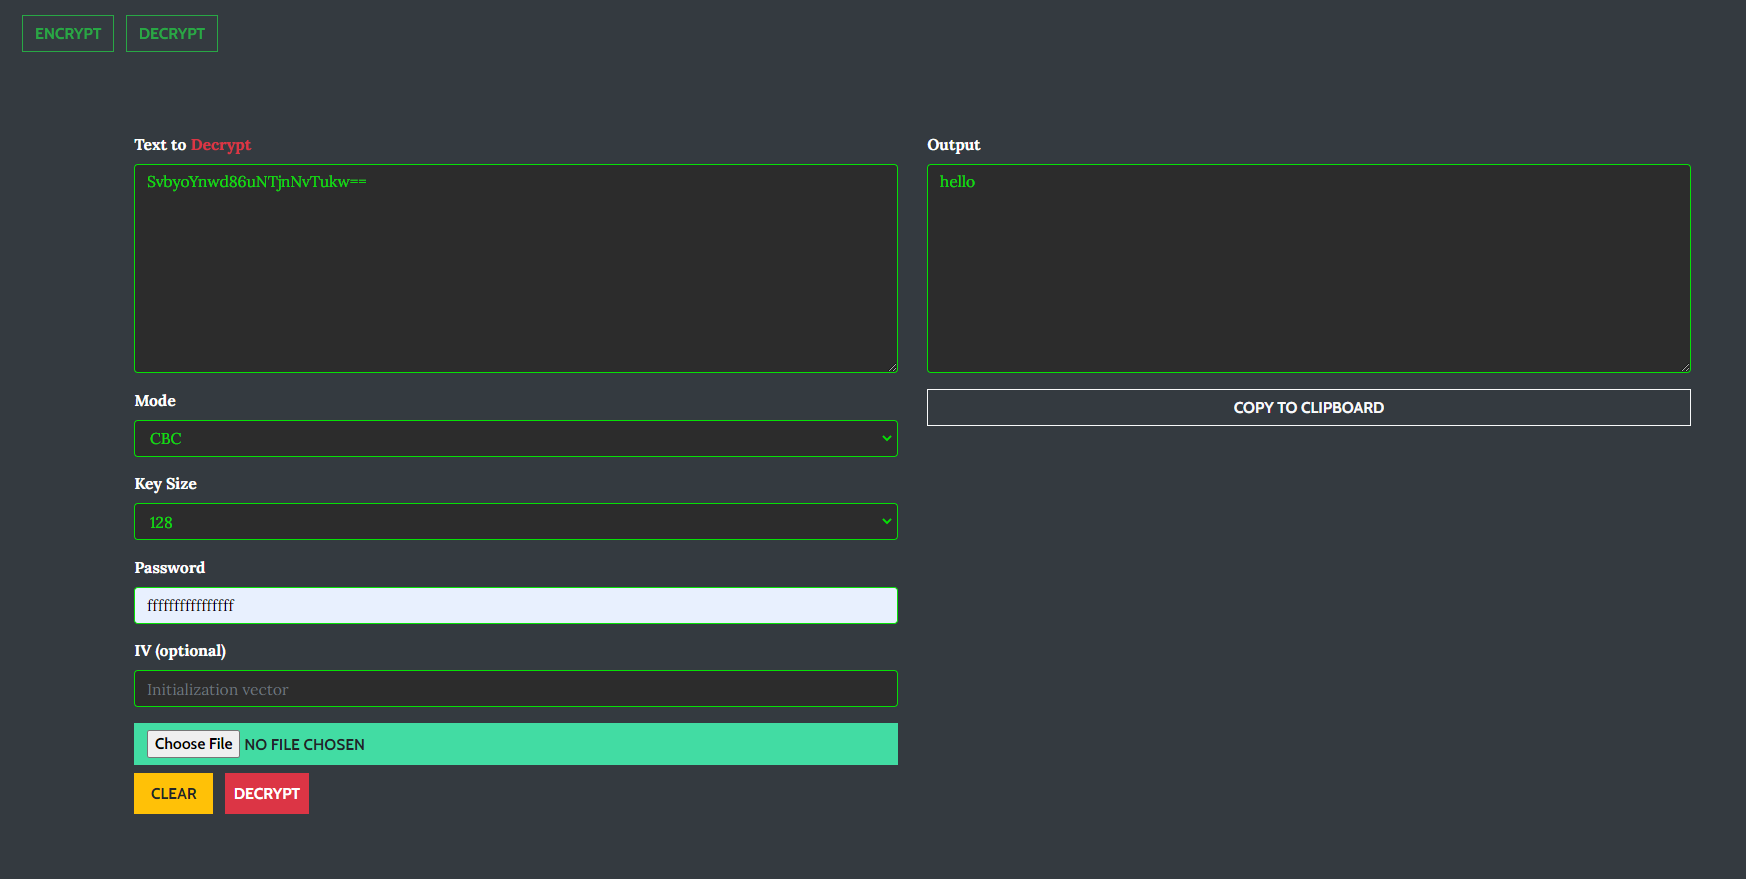 ENCRYPT DECRYPT
Text to Decrypt
SvbyoYnwd86uNTjnNvTukw==
Mode
CBC
Key Size
128
Password
ffffffffffffffff
IV (optional)
Initialization vector
Choose File NO FILE CHOSEN
CLEAR DECRYPT
Output
hello
COPY TO CLIPBOARD